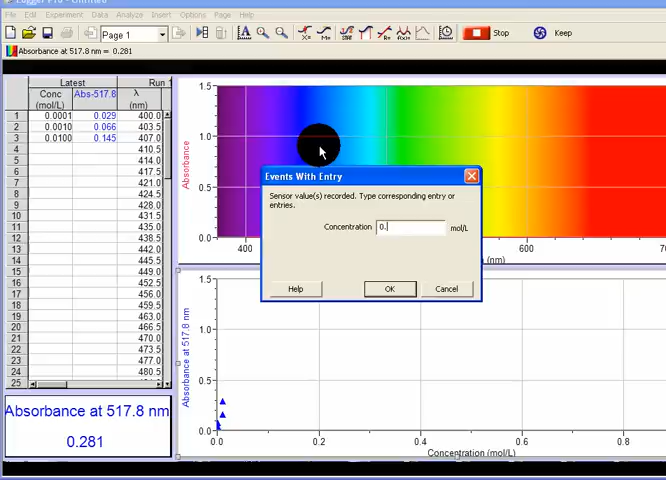 Logger Pro - Untitled
File Edit Experiment Data Analyze Insert Options Page Help
Page 1 Stop Keep
Absorbance at 517.8 nm = 0.281
Latest Run 1
Conc (mol/L) Abs-517.8 λ (nm)
1 0.0001 0.029 400.0
2 0.0010 0.066 403.5
3 0.0100 0.145 407.0
4 410.5
5 414.0
6 417.5
7 421.0
8 424.5
9 428.0
10 431.5
11 435.0
12 438.5
13 442.0
14 445.5
15 449.0
16 452.5
17 456.0
18 459.5
19 463.0
20 466.5
21 470.0
22 473.5
23 477.0
24 480.5
25
Absorbance at 517.8 nm
0.281
Absorbance
1.5
1.0
0.5
0.0
400 600 70
(nm)
Events With Entry
Sensor value(s) recorded. Type corresponding entry or
entries.
Concentration 0. mol/L
Help OK Cancel
Absorbance at 517.8 nm
1.5
1.0
0.5
0.0
0.0 0.2 0.4 0.6 0.8
Concentration (mol/L)